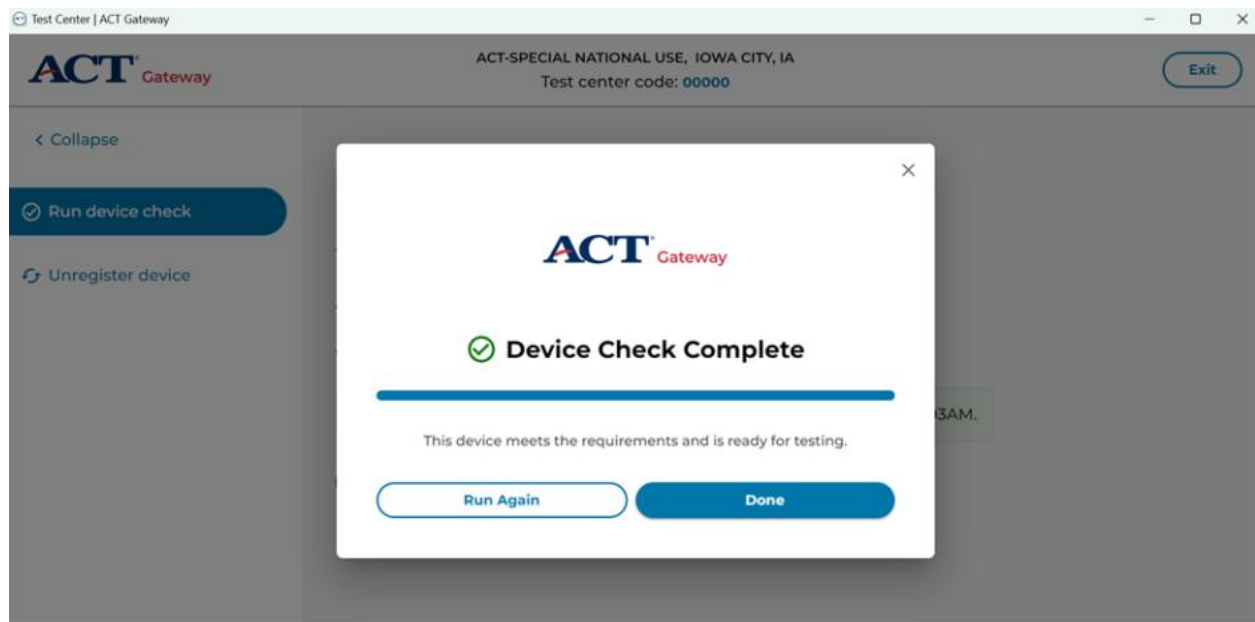 Test Center | ACT Gateway
ACT Gateway
ACT-SPECIAL NATIONAL USE, IOWA CITY, IA
Test center code: 00000
Exit
Collapse
Run device check
Unregister device
ACT Gateway
Device Check Complete
3AM.
This device meets the requirements and is ready for testing.
Run Again
Done